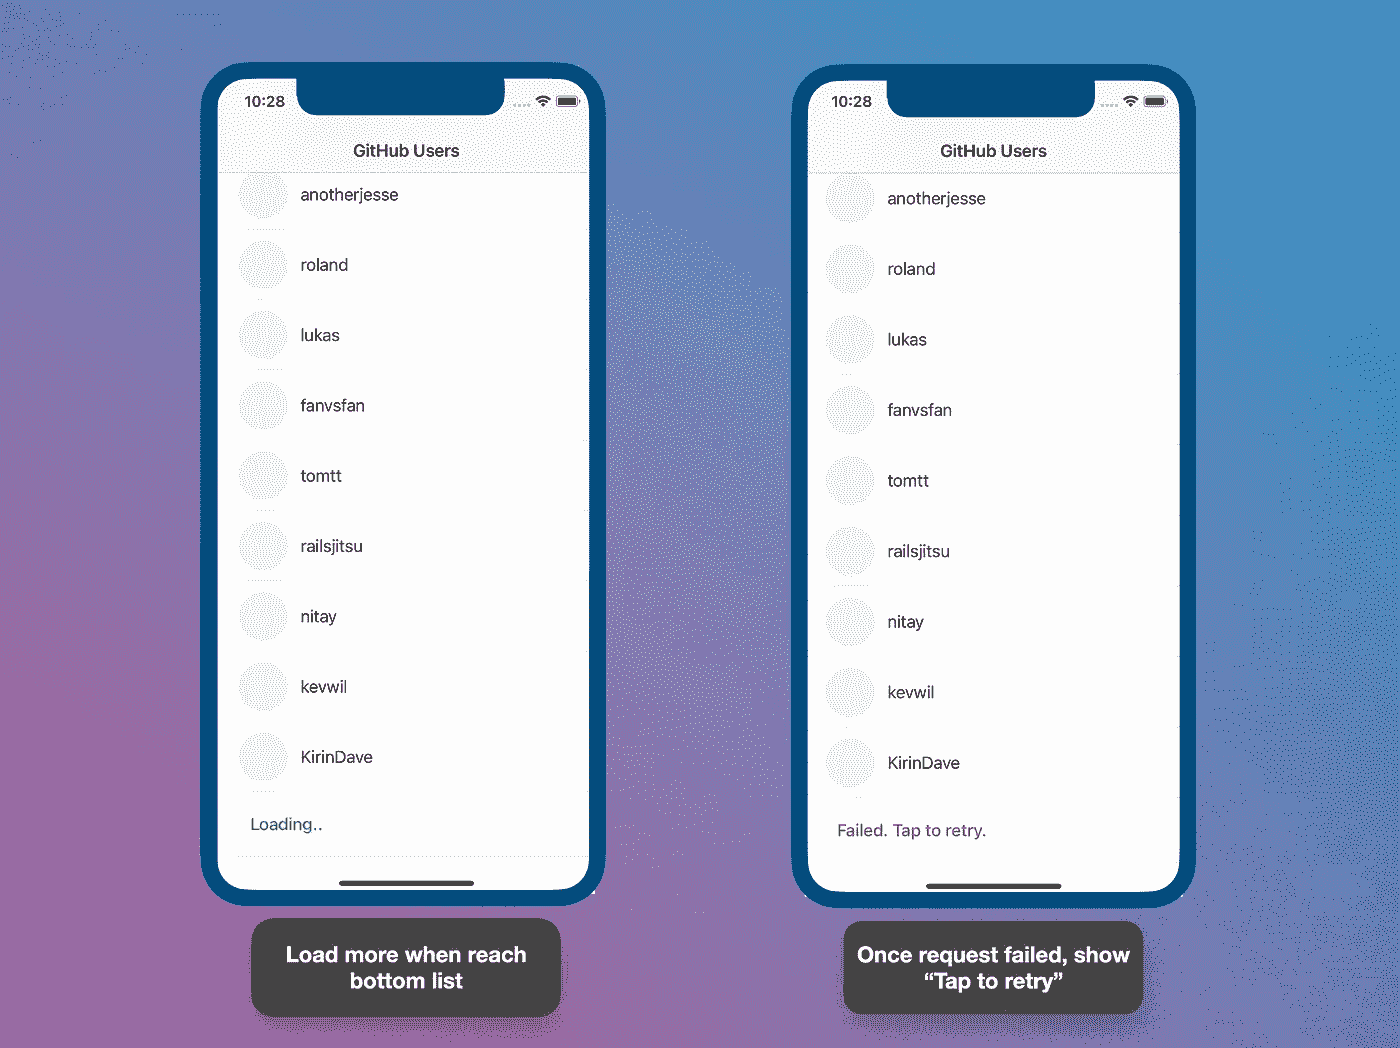 10:28
GitHub Users
anotherjesse
roland
lukas
fanvsfan
tomtt
railsjitsu
nitay
kevwil
KirinDave
Loading..
Load more when reach
bottom list
10:28
GitHub Users
anotherjesse
roland
lukas
fanvsfan
tomtt
railsjitsu
nitay
kevwil
KirinDave
Failed. Tap to retry.
Once request failed, show
“Tap to retry”